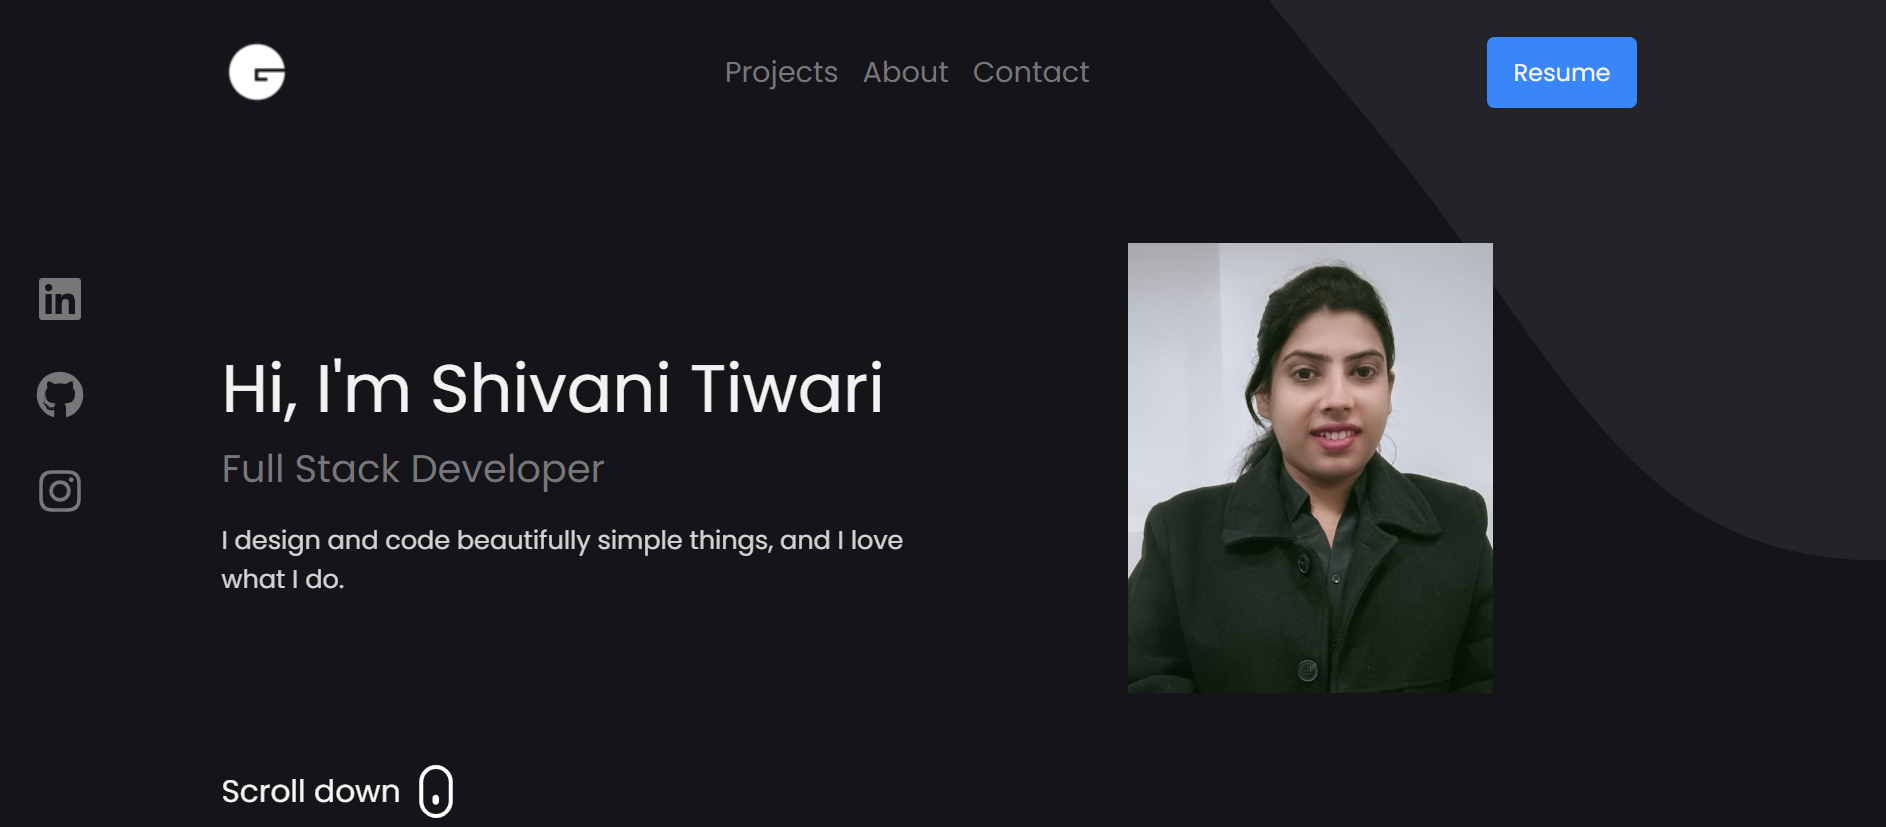 Projects About Contact
Resume
Hi, I'm Shivani Tiwari
Full Stack Developer
I design and code beautifully simple things, and I love
what I do.
Scroll down